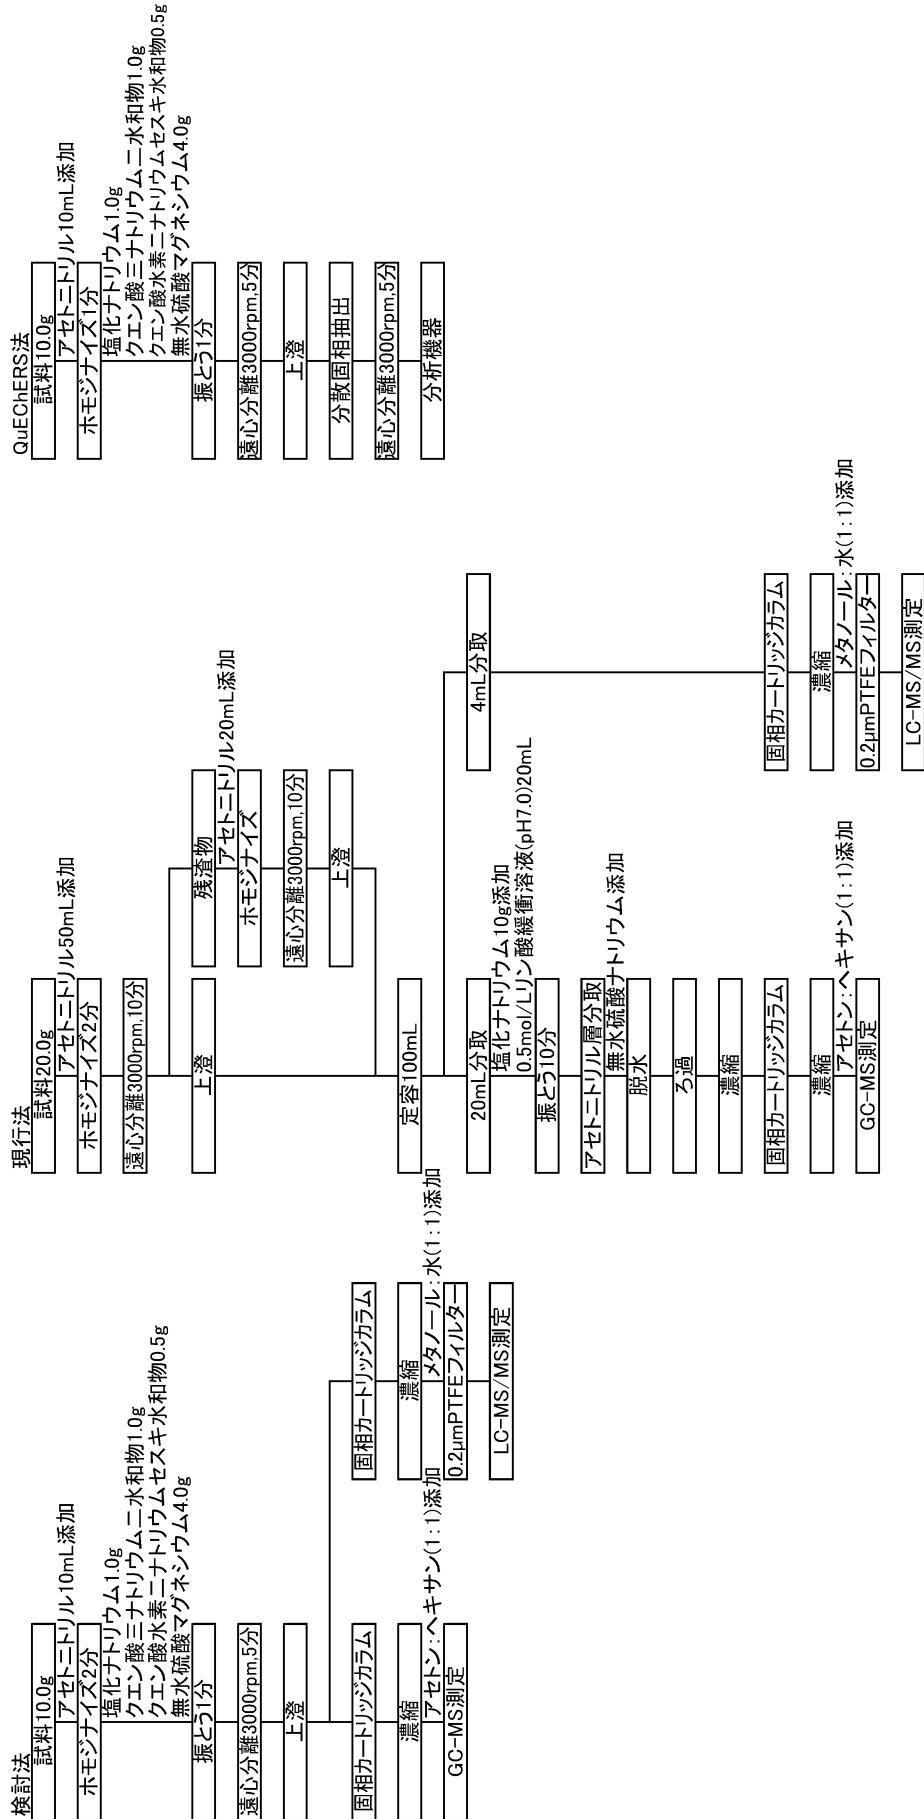 検討法
試料10.0g
アセトニトリル10mL添加
ホモジナイズ2分
塩化ナトリウム1.0g
クエン酸三ナトリウム二水和物1.0g
クエン酸水素二ナトリウムセスキ水和物0.5g
無水硫酸マグネシウム4.0g
振とう1分
遠心分離3000rpm,5分
上澄
固相カートリッジカラム
濃縮
アセトン:ヘキサン(1:1)添加
GC-MS測定
固相カートリッジカラム
濃縮
メタノール:水(1:1)添加
0.2μmPTFEフィルター
LC-MS/MS測定
現行法
試料20.0g
アセトニトリル50mL添加
ホモジナイズ2分
遠心分離3000rpm,10分
上澄
残渣物
アセトニトリル20mL添加
ホモジナイズ
遠心分離3000rpm,10分
上澄
定容100mL
20mL分取
塩化ナトリウム10g添加
0.5mol/Lリン酸緩衝溶液(pH7.0)20mL
振とう10分
アセトニトリル層分取
無水硫酸ナトリウム添加
脱水
ろ過
濃縮
固相カートリッジカラム
濃縮
アセトン:ヘキサン(1:1)添加
GC-MS測定
4mL分取
固相カートリッジカラム
濃縮
メタノール:水(1:1)添加
0.2μmPTFEフィルター
LC-MS/MS測定
QuEChERS法
試料10.0g
アセトニトリル10mL添加
ホモジナイズ1分
塩化ナトリウム1.0g
クエン酸三ナトリウム二水和物1.0g
クエン酸水素二ナトリウムセスキ水和物0.5g
無水硫酸マグネシウム4.0g
振とう1分
遠心分離3000rpm,5分
上澄
分散固相抽出
遠心分離3000rpm,5分
分析機器